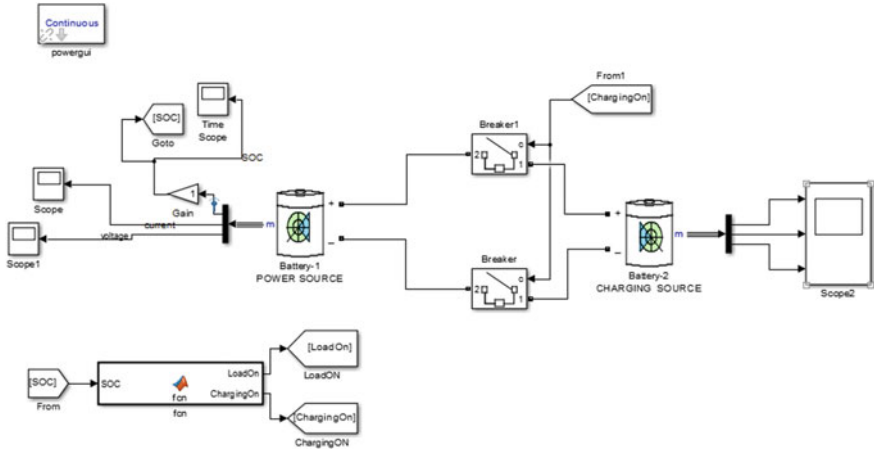 Continuous
powergui
From1
[ChargingOn]
[SOC]
Goto
Time
Scope
SOC
Breaker1
c
2
1
Scope
1
Gain
current
voltage
Scope1
m
+
_
Battery-1
POWER SOURCE
+
_
m
Battery-2
CHARGING SOURCE
Scope2
Breaker
c
2
1
[SOC]
From
SOC
fcn
LoadOn
ChargingOn
fcn
[LoadOn]
LoadON
[ChargingOn]
ChargingON